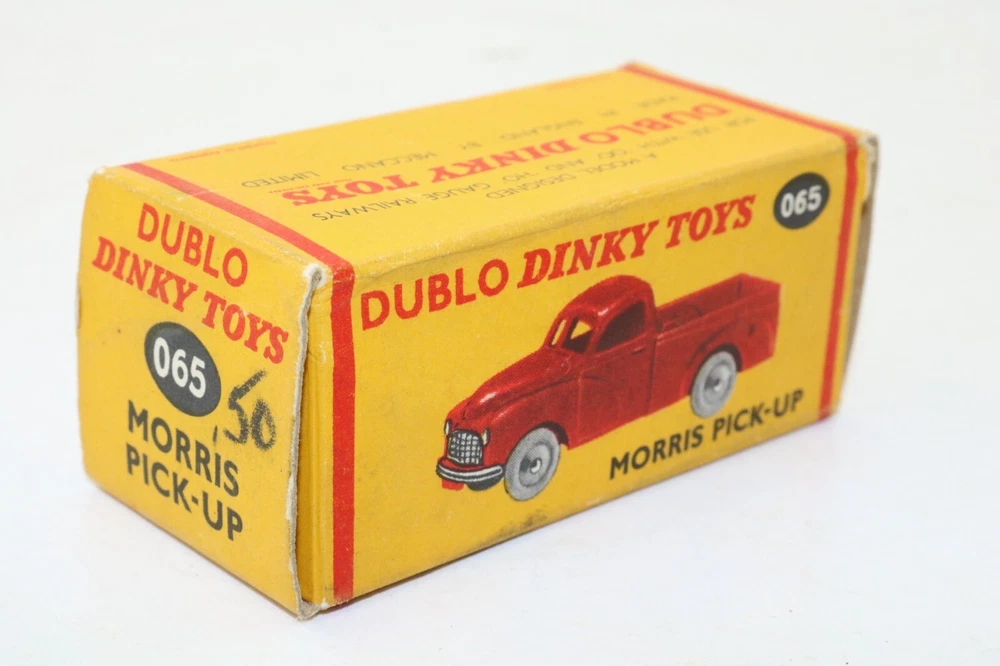 DUBLO DINKY TOYS
A MODEL DESIGNED
FOR USE WITH 'OO' AND 'HO' GAUGE RAILWAYS
MADE IN ENGLAND BY MECCANO LIMITED
DUBLO
DINKY TOYS
065
,50
MORRIS
PICK-UP
DUBLO DINKY TOYS
065
MORRIS PICK-UP